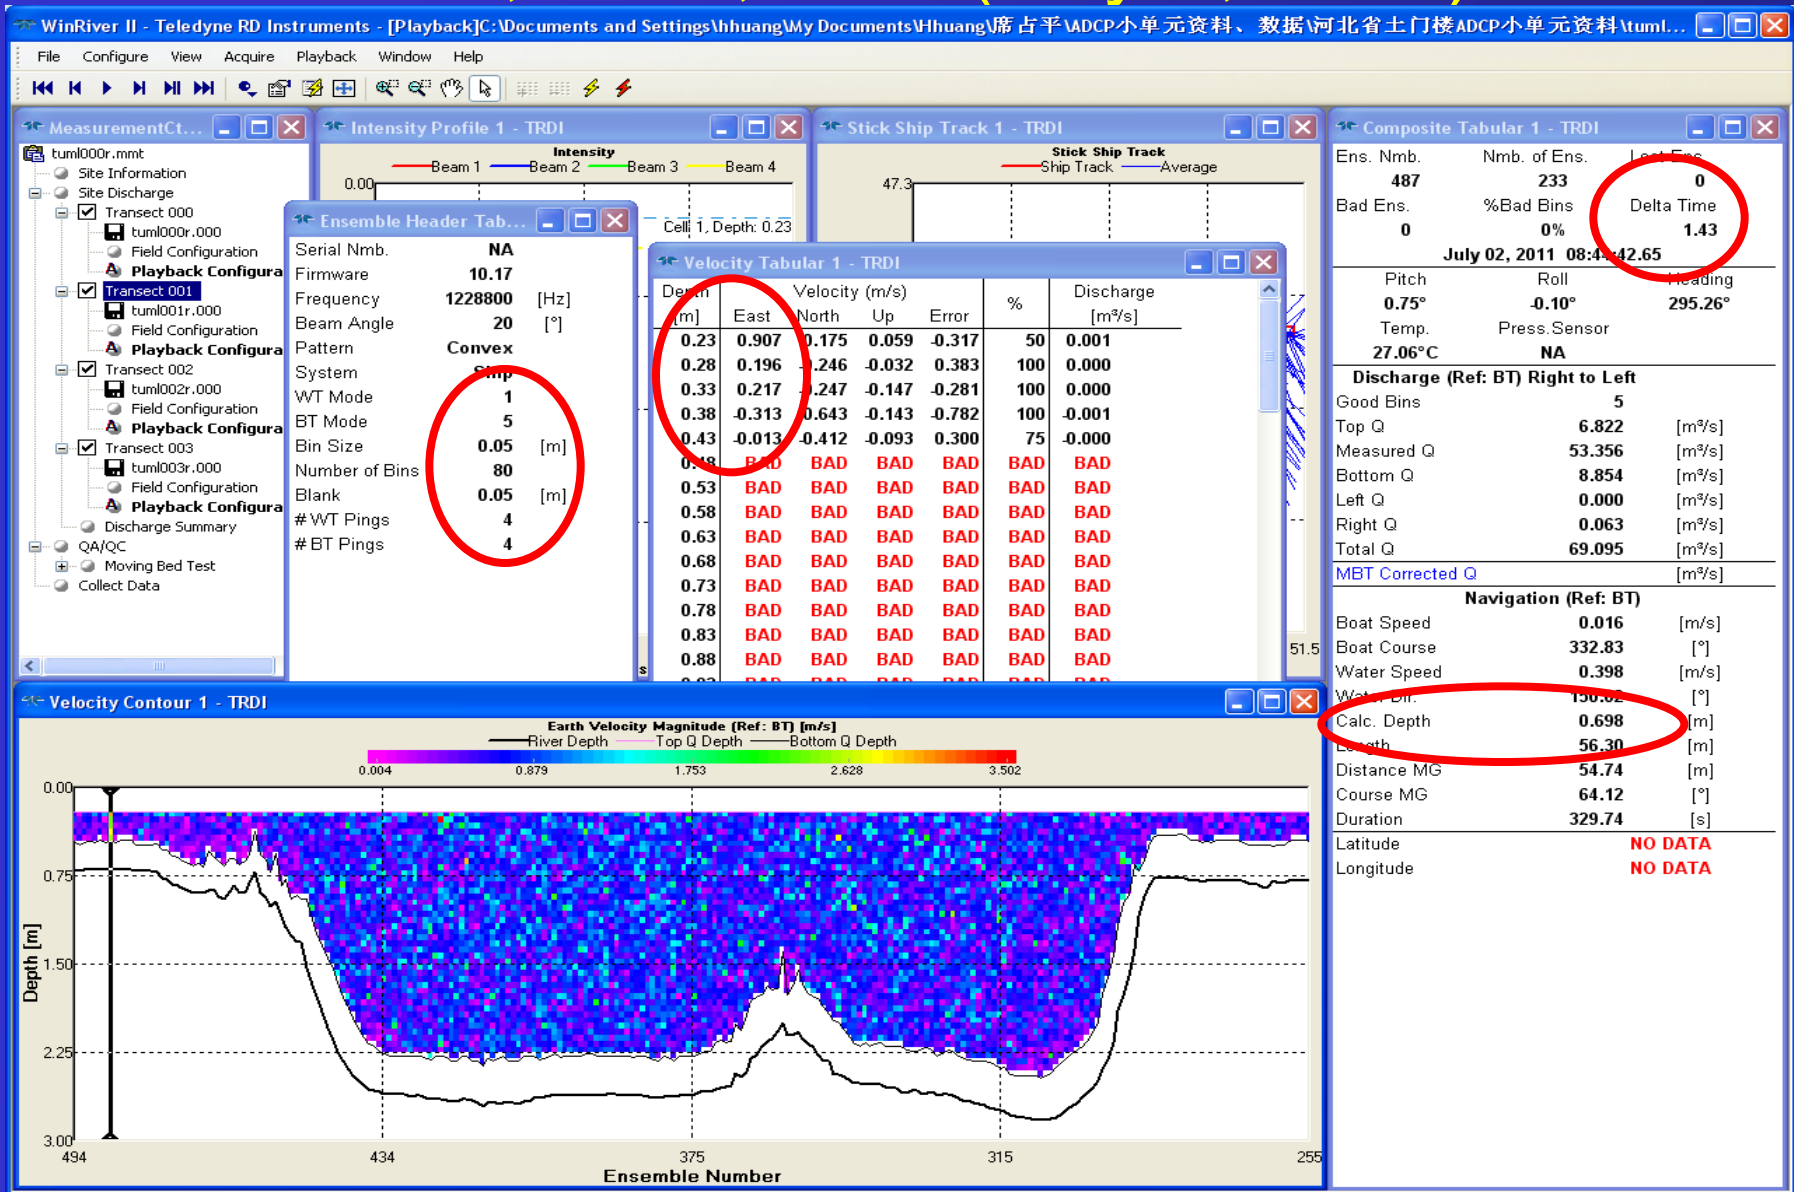 WinRiver II - Teledyne RD Instruments - [Playback]C:\Documents and Settings\hhuang\My Documents\Hhuang\席占平\ADCP小单元资料、数据\河北省土门楼ADCP小单元资料\tuml...
File Configure View Acquire Playback Window Help
MeasurementCt...
tuml000r.mmt
Site Information
Site Discharge
Transect 000
tuml000r.000
Field Configuration
Playback Configura
Transect 001
tuml001r.000
Field Configuration
Playback Configura
Transect 002
tuml002r.000
Field Configuration
Playback Configura
Transect 003
tuml003r.000
Field Configuration
Playback Configura
Discharge Summary
QA/QC
Moving Bed Test
Collect Data
Intensity Profile 1 - TRDI
Intensity
Beam 1 Beam 2 Beam 3 Beam 4
0.00
Cell 1, Depth: 0.23
Stick Ship Track 1 - TRDI
Stick Ship Track
Ship Track Average
47.3
51.5
Ensemble Header Tab...
Serial Nmb. NA
Firmware 10.17
Frequency 1228800 [Hz]
Beam Angle 20 [°]
Pattern Convex
System Ship
WT Mode 1
BT Mode 5
Bin Size 0.05 [m]
Number of Bins 80
Blank 0.05 [m]
# WT Pings 4
# BT Pings 4
Velocity Tabular 1 - TRDI
Depth Velocity (m/s) % Discharge
[m] East North Up Error [m³/s]
0.23 0.907 0.175 0.059 -0.317 50 0.001
0.28 0.196 -0.246 -0.032 0.383 100 0.000
0.33 0.217 -0.247 -0.147 -0.281 100 0.000
0.38 -0.313 0.643 -0.143 -0.782 100 -0.001
0.43 -0.013 -0.412 -0.093 0.300 75 -0.000
0.48 BAD BAD BAD BAD BAD BAD
0.53 BAD BAD BAD BAD BAD BAD
0.58 BAD BAD BAD BAD BAD BAD
0.63 BAD BAD BAD BAD BAD BAD
0.68 BAD BAD BAD BAD BAD BAD
0.73 BAD BAD BAD BAD BAD BAD
0.78 BAD BAD BAD BAD BAD BAD
0.83 BAD BAD BAD BAD BAD BAD
0.88 BAD BAD BAD BAD BAD BAD
Composite Tabular 1 - TRDI
Ens. Nmb. Nmb. of Ens. Lost Ens.
487 233 0
Bad Ens. %Bad Bins Delta Time
0 0% 1.43
July 02, 2011 08:44:42.65
Pitch Roll Heading
0.75° -0.10° 295.26°
Temp. Press.Sensor
27.06°C NA
Discharge (Ref: BT) Right to Left
Good Bins 5
Top Q 6.822 [m³/s]
Measured Q 53.356 [m³/s]
Bottom Q 8.854 [m³/s]
Left Q 0.000 [m³/s]
Right Q 0.063 [m³/s]
Total Q 69.095 [m³/s]
MBT Corrected Q [m³/s]
Navigation (Ref: BT)
Boat Speed 0.016 [m/s]
Boat Course 332.83 [°]
Water Speed 0.398 [m/s]
Water Dir. [°]
Calc. Depth 0.698 [m]
Length 56.30 [m]
Distance MG 54.74 [m]
Course MG 64.12 [°]
Duration 329.74 [s]
Latitude NO DATA
Longitude NO DATA
Velocity Contour 1 - TRDI
Earth Velocity Magnitude (Ref: BT) [m/s]
River Depth Top Q Depth Bottom Q Depth
0.004 0.879 1.753 2.628 3.502
0.00
0.75
1.50
2.25
3.00
Depth [m]
494 434 375 315 255
Ensemble Number